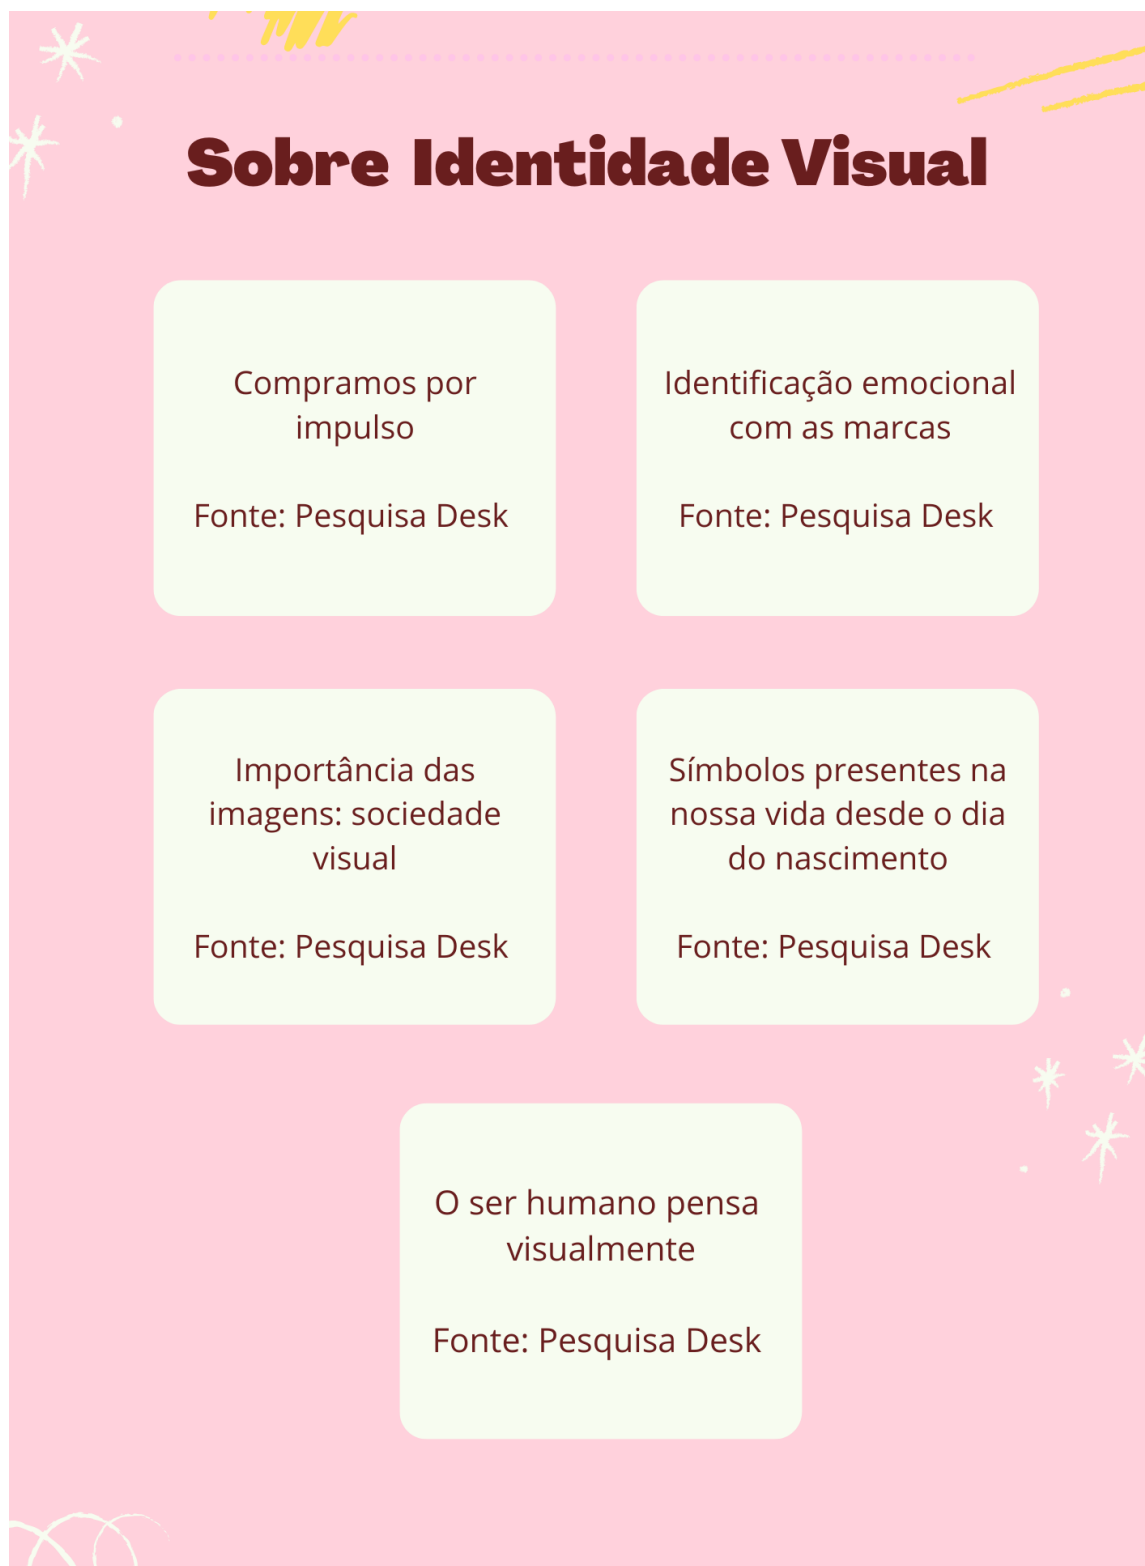 Sobre Identidade Visual
Compramos por
impulso
Fonte: Pesquisa Desk
Identificação emocional
com as marcas
Fonte: Pesquisa Desk
Importância das
imagens: sociedade
visual
Fonte: Pesquisa Desk
Símbolos presentes na
nossa vida desde o dia
do nascimento
Fonte: Pesquisa Desk
O ser humano pensa
visualmente
Fonte: Pesquisa Desk